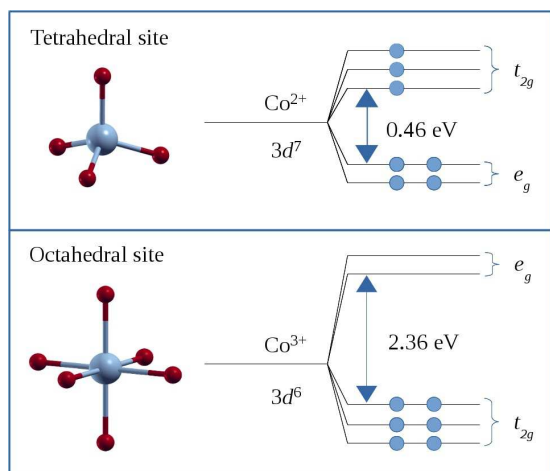 Tetrahedral site
t2g
Co2+
0.46 eV
3d7
eg
Octahedral site
eg
2.36 eV
Co3+
3d6
t2g